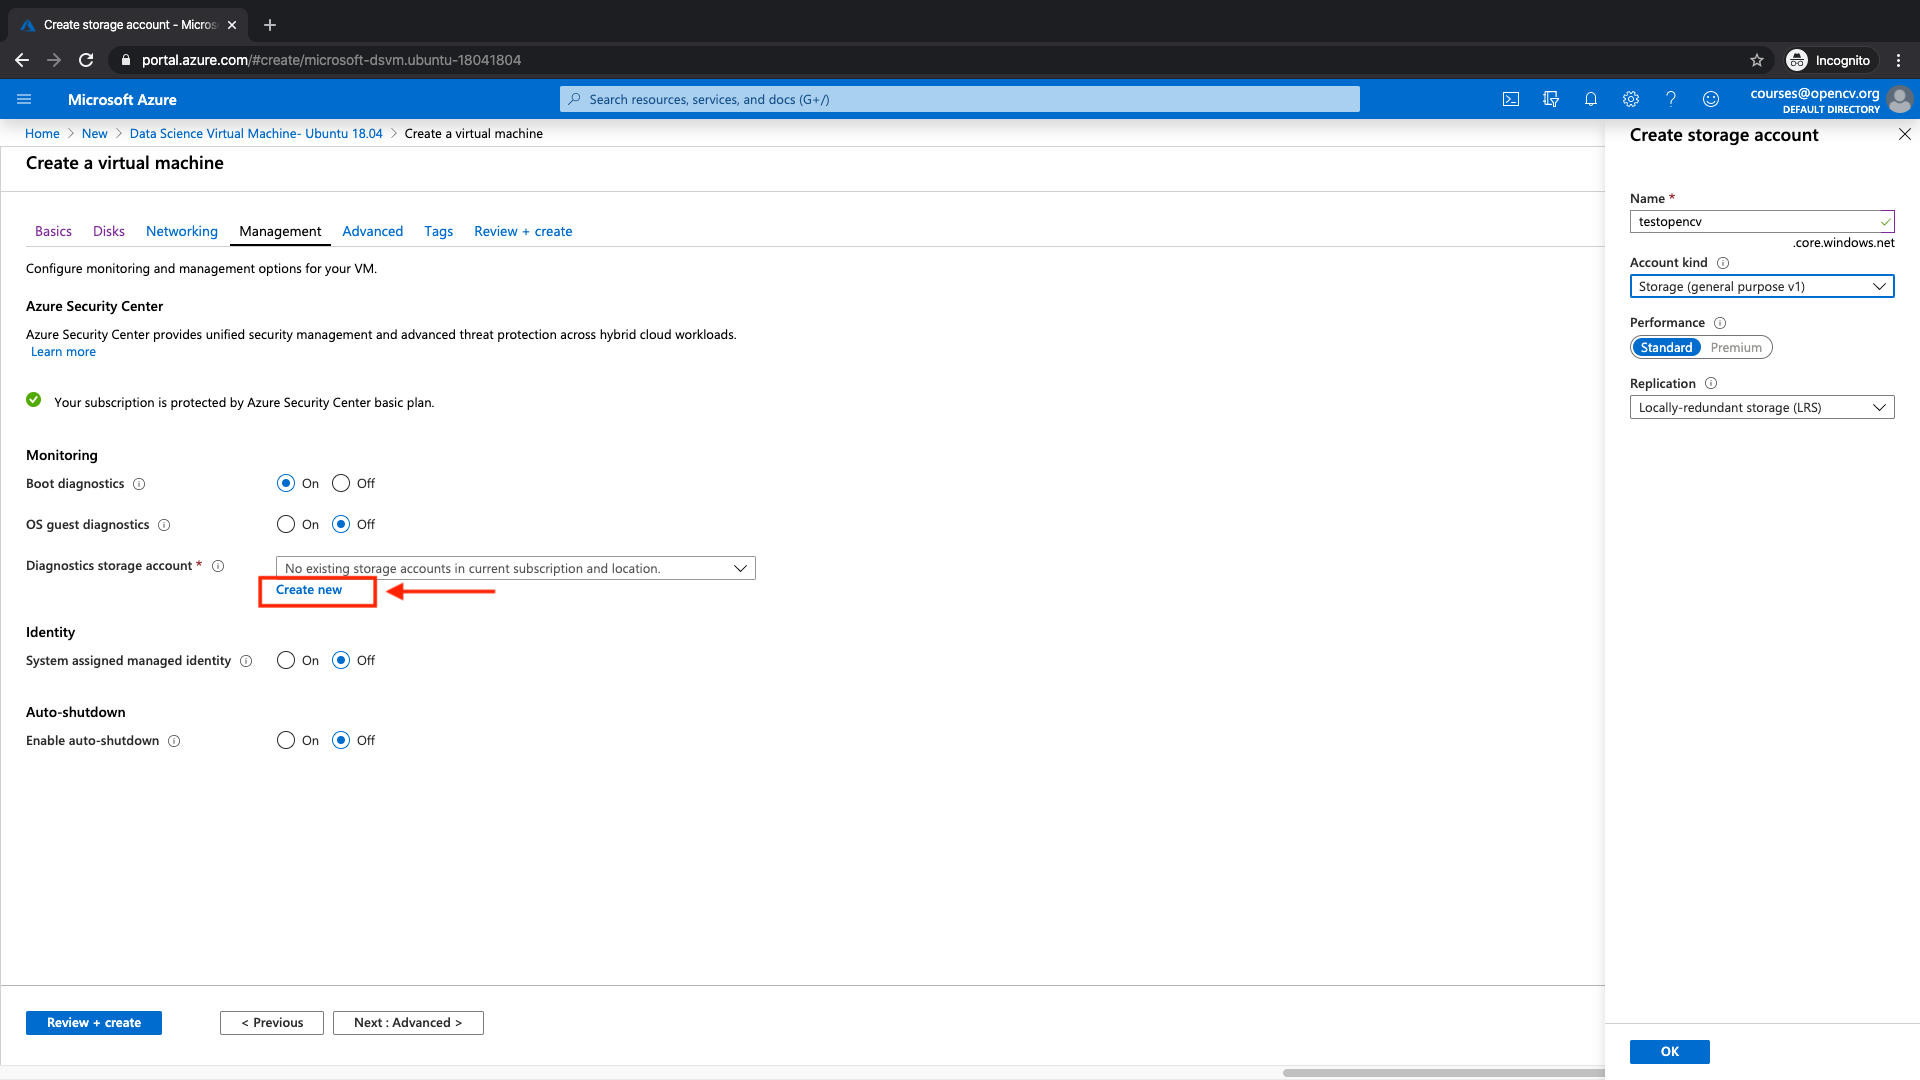 Create storage account - Micros
portal.azure.com/#create/microsoft-dsvm.ubuntu-18041804
Incognito
Microsoft Azure
Search resources, services, and docs (G+/)
courses@opencv.org
DEFAULT DIRECTORY
Home > New > Data Science Virtual Machine- Ubuntu 18.04 > Create a virtual machine
Create a virtual machine
Basics Disks Networking Management Advanced Tags Review + create
Configure monitoring and management options for your VM.
Azure Security Center
Azure Security Center provides unified security management and advanced threat protection across hybrid cloud workloads.
Learn more
Your subscription is protected by Azure Security Center basic plan.
Monitoring
Boot diagnostics On Off
OS guest diagnostics On Off
Diagnostics storage account * No existing storage accounts in current subscription and location.
Create new
Identity
System assigned managed identity On Off
Auto-shutdown
Enable auto-shutdown On Off
Review + create < Previous Next : Advanced >
Create storage account
Name *
testopencv
.core.windows.net
Account kind
Storage (general purpose v1)
Performance
Standard Premium
Replication
Locally-redundant storage (LRS)
OK